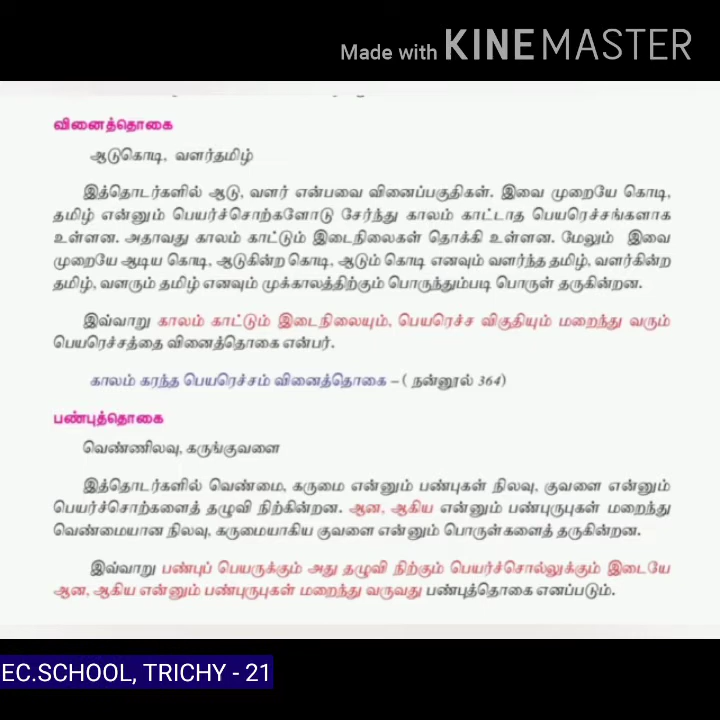 Made with KINEMASTER
வினைத்தொகை
ஆடுகொடி, வளர்தமிழ்
இத்தொடர்களில் ஆடு, வளர் என்பவை வினைப்பகுதிகள். இவை முறையே கொடி,
தமிழ் என்னும் பெயர்ச்சொற்களோடு சேர்ந்து காலம் காட்டாத பெயரெச்சங்களாக
உள்ளன. அதாவது காலம் காட்டும் இடைநிலைகள் தொக்கி உள்ளன. மேலும் இவை
முறையே ஆடிய கொடி, ஆடுகின்ற கொடி, ஆடும் கொடி எனவும் வளர்ந்த தமிழ், வளர்கின்ற
தமிழ், வளரும் தமிழ் எனவும் முக்காலத்திற்கும் பொருந்தும்படி பொருள் தருகின்றன.
இவ்வாறு காலம் காட்டும் இடைநிலையும், பெயரெச்ச விகுதியும் மறைந்து வரும்
பெயரெச்சத்தை வினைத்தொகை என்பர்.
காலம் கரந்த பெயரெச்சம் வினைத்தொகை – ( நன்னூல் 364)
பண்புத்தொகை
வெண்ணிலவு, கருங்குவளை
இத்தொடர்களில் வெண்மை, கருமை என்னும் பண்புகள் நிலவு, குவளை என்னும்
பெயர்ச்சொற்களைத் தழுவி நிற்கின்றன. ஆன, ஆகிய என்னும் பண்புருபுகள் மறைந்து
வெண்மையான நிலவு, கருமையாகிய குவளை என்னும் பொருள்களைத் தருகின்றன.
இவ்வாறு பண்புப் பெயருக்கும் அது தழுவி நிற்கும் பெயர்ச்சொல்லுக்கும் இடையே
ஆன, ஆகிய என்னும் பண்புருபுகள் மறைந்து வருவது பண்புத்தொகை எனப்படும்.
EC.SCHOOL, TRICHY - 21